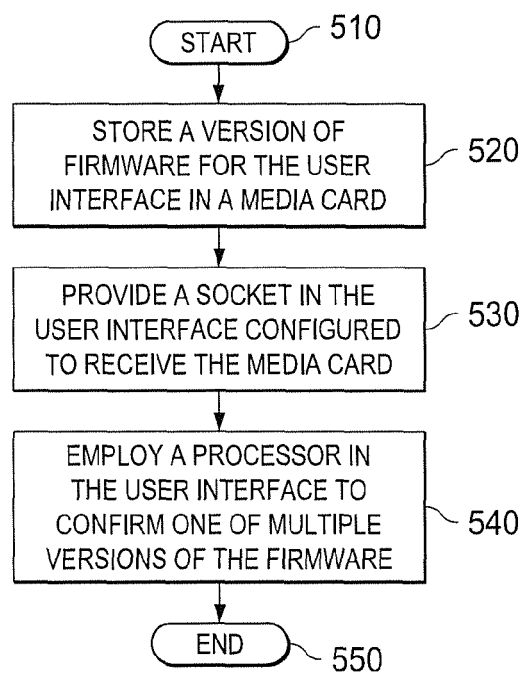 START
510
STORE A VERSION OF
FIRMWARE FOR THE USER
INTERFACE IN A MEDIA CARD
520
PROVIDE A SOCKET IN THE
USER INTERFACE CONFIGURED
TO RECEIVE THE MEDIA CARD
530
EMPLOY A PROCESSOR IN
THE USER INTERFACE TO
CONFIRM ONE OF MULTIPLE
VERSIONS OF THE FIRMWARE
540
END
550